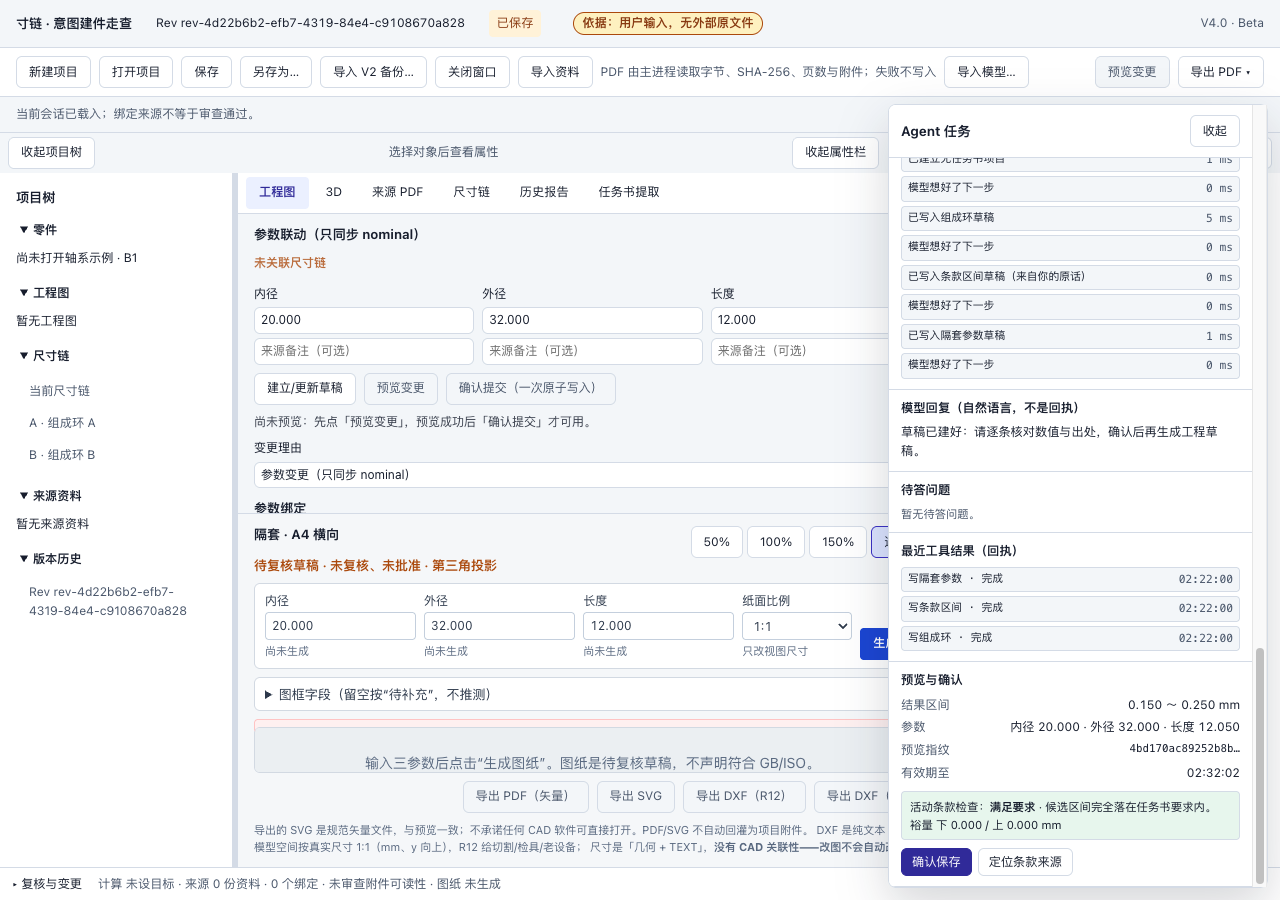 寸链 · 意图建件走查
Rev rev-4d22b6b2-efb7-4319-84e4-c9108670a828
已保存
依据：用户输入，无外部原文件
V4.0 · Beta
新建项目
打开项目
保存
另存为…
导入 V2 备份…
关闭窗口
导入资料
PDF 由主进程读取字节、SHA-256、页数与附件；失败不写入
导入模型…
预览变更
导出 PDF ▾
当前会话已载入；绑定来源不等于审查通过。
收起项目树
选择对象后查看属性
收起属性栏
项目树
▼ 零件
尚未打开轴系示例 · B1
▼ 工程图
暂无工程图
▼ 尺寸链
当前尺寸链
A · 组成环 A
B · 组成环 B
▼ 来源资料
暂无来源资料
▼ 版本历史
Rev rev-4d22b6b2-efb7-
4319-84e4-c9108670a828
工程图
3D
来源 PDF
尺寸链
历史报告
任务书提取
参数联动（只同步 nominal）
未关联尺寸链
内径
外径
长度
20.000
32.000
12.000
来源备注（可选）
来源备注（可选）
来源备注（可选）
建立/更新草稿
预览变更
确认提交（一次原子写入）
尚未预览：先点「预览变更」，预览成功后「确认提交」才可用。
变更理由
参数变更（只同步 nominal）
参数绑定
隔套 · A4 横向
50%
100%
150%
待复核草稿 · 未复核、未批准 · 第三角投影
内径
外径
长度
纸面比例
20.000
32.000
12.000
1:1
尚未生成
尚未生成
尚未生成
只改视图尺寸
▶ 图框字段（留空按“待补充”，不推测）
输入三参数后点击“生成图纸”。图纸是待复核草稿，不声明符合 GB/ISO。
导出 PDF（矢量）
导出 SVG
导出 DXF（R12）
导出 DXF
导出的 SVG 是规范矢量文件，与预览一致；不承诺任何 CAD 软件可直接打开。PDF/SVG 不自动回灌为项目附件。 DXF 是纯文本
模型空间按真实尺寸 1:1（mm、y 向上），R12 给切割/检具/老设备； 尺寸是「几何 + TEXT」，没有 CAD 关联性——改图不会自动
▸ 复核与变更
计算 未设目标 · 来源 0 份资料 · 0 个绑定 · 未审查附件可读性 · 图纸 未生成
Agent 任务
收起
已建立无任务书项目 1 ms
模型想好了下一步 0 ms
已写入组成环草稿 5 ms
模型想好了下一步 0 ms
已写入条款区间草稿（来自你的原话） 0 ms
模型想好了下一步 0 ms
已写入隔套参数草稿 1 ms
模型想好了下一步 0 ms
模型回复（自然语言，不是回执）
草稿已建好：请逐条核对数值与出处，确认后再生成工程草
稿。
待答问题
暂无待答问题。
最近工具结果（回执）
写隔套参数 · 完成 02:22:00
写条款区间 · 完成 02:22:00
写组成环 · 完成 02:22:00
预览与确认
结果区间 0.150 ～ 0.250 mm
参数 内径 20.000 · 外径 32.000 · 长度 12.050
预览指纹 4bd170ac89252b8b…
有效期至 02:32:02
活动条款检查：满足要求 · 候选区间完全落在任务书要求内。
裕量 下 0.000 / 上 0.000 mm
确认保存
定位条款来源